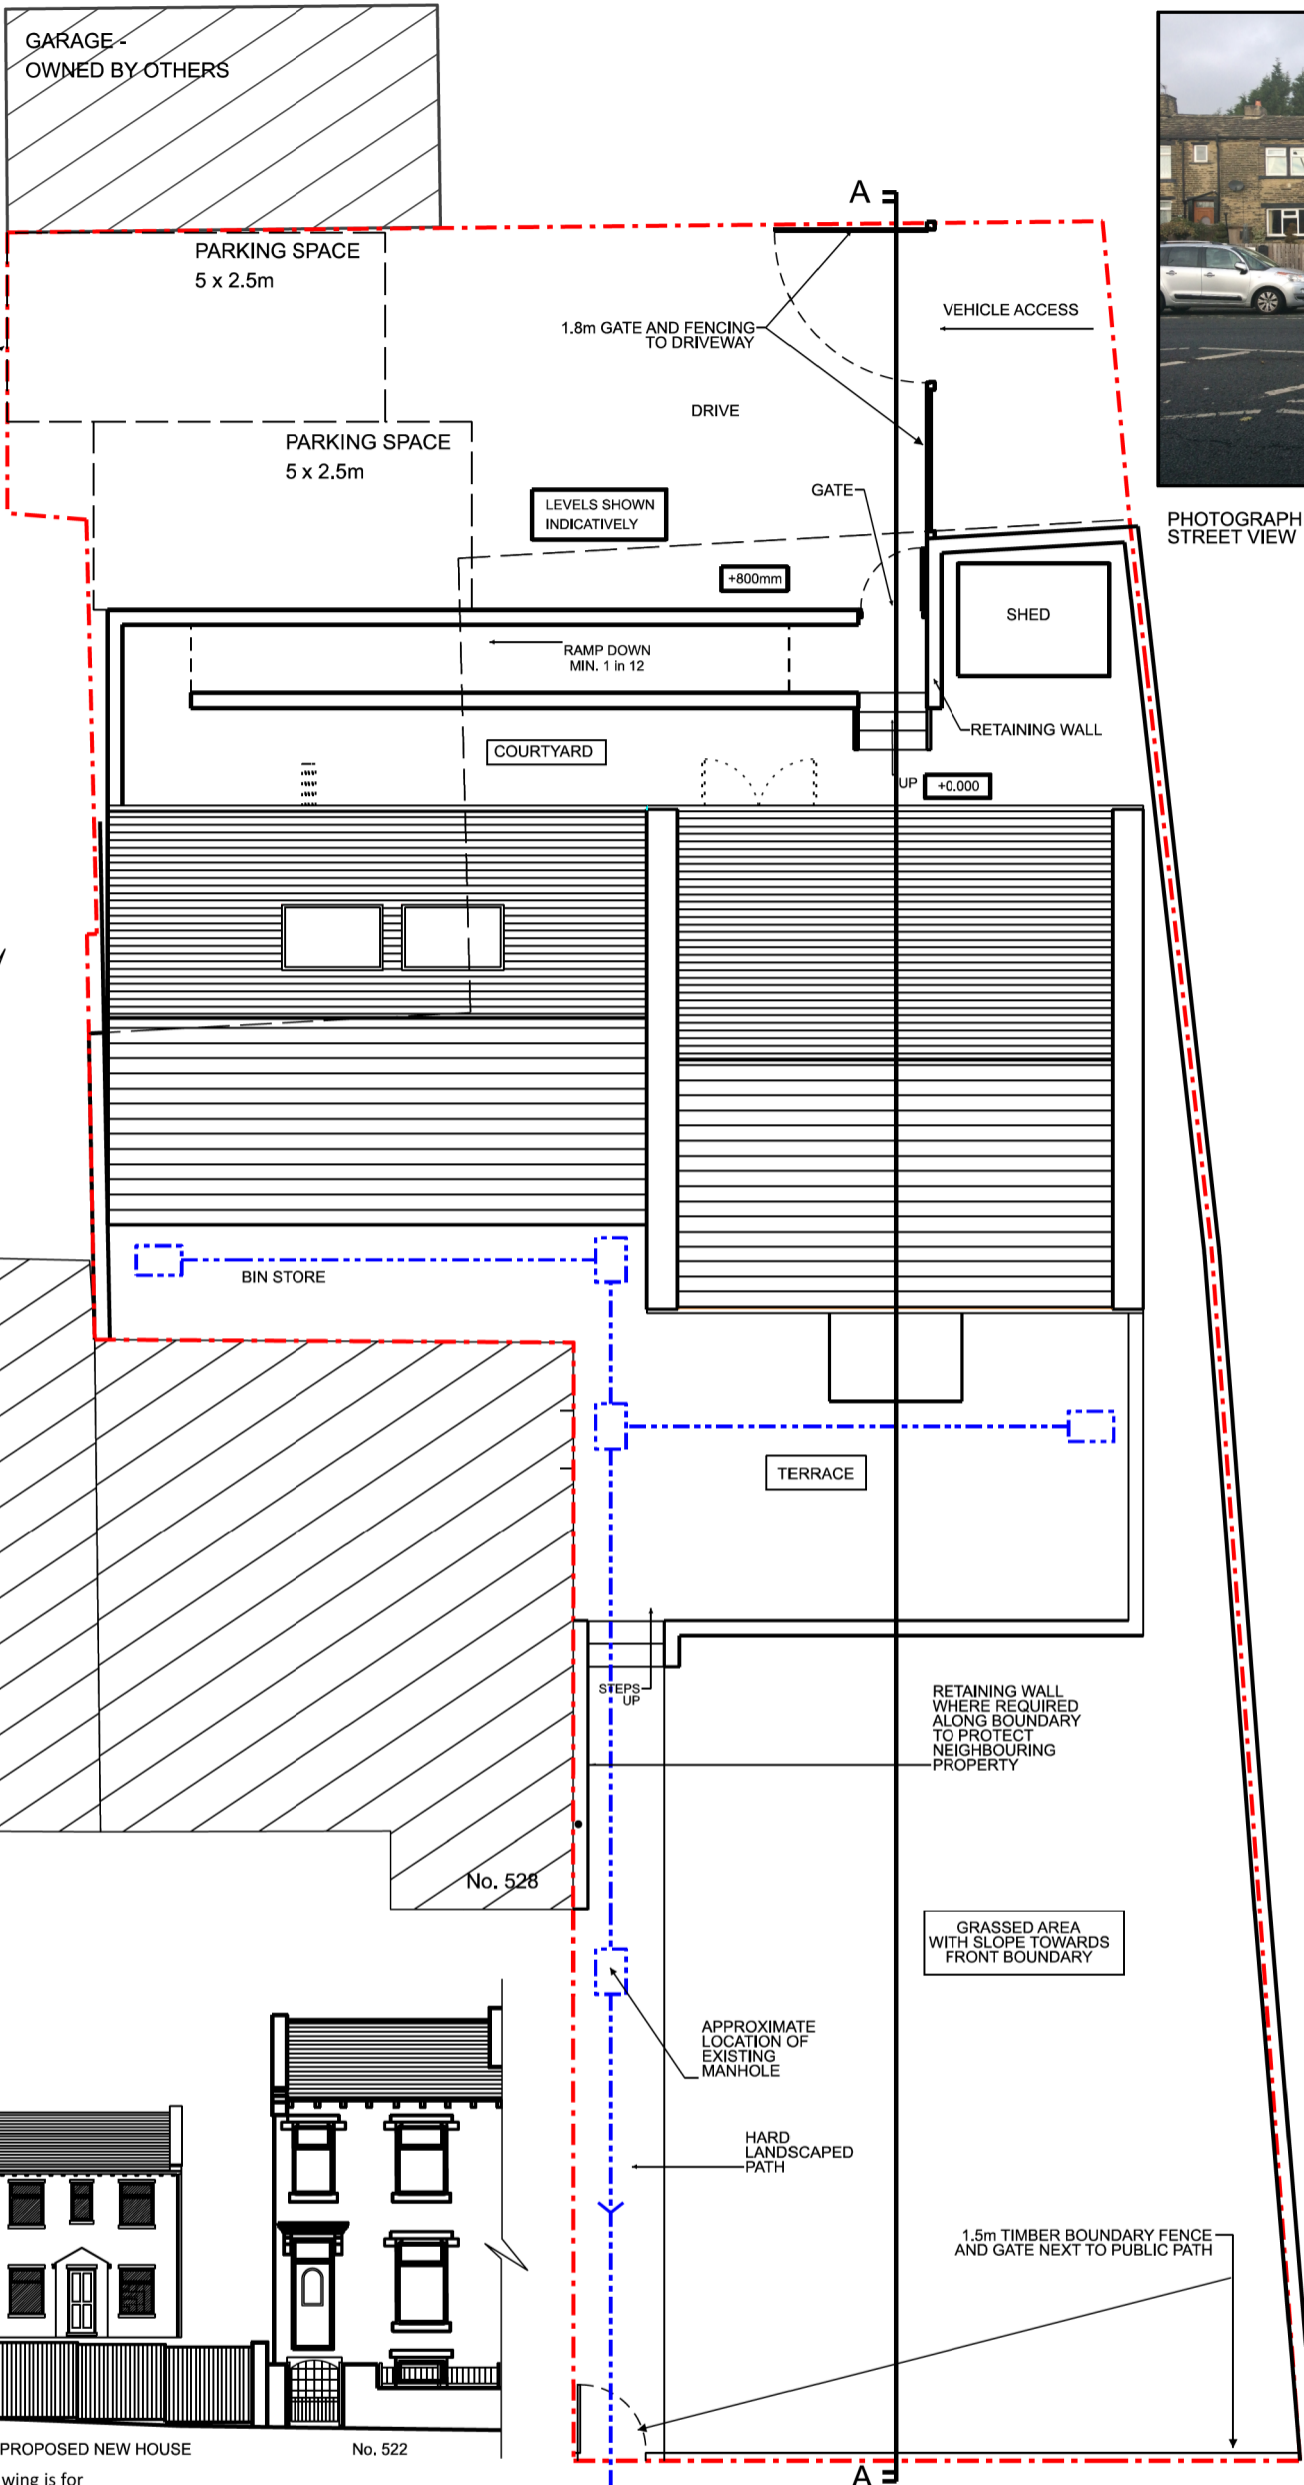 GARAGE -
OWNED BY OTHERS
A
PARKING SPACE
5 x 2.5m
VEHICLE ACCESS
1.8m GATE AND FENCING
TO DRIVEWAY
DRIVE
PARKING SPACE
5 x 2.5m
GATE
LEVELS SHOWN
INDICATIVELY
PHOTOGRAPH
STREET VIEW
+800mm
SHED
RAMP DOWN
MIN. 1 in 12
RETAINING WALL
COURTYARD
UP
+0.000
BIN STORE
TERRACE
STEPS
UP
RETAINING WALL
WHERE REQUIRED
ALONG BOUNDARY
TO PROTECT
NEIGHBOURING
PROPERTY
No. 528
GRASSED AREA
WITH SLOPE TOWARDS
FRONT BOUNDARY
APPROXIMATE
LOCATION OF
EXISTING
MANHOLE
HARD
LANDSCAPED
PATH
1.5m TIMBER BOUNDARY FENCE
AND GATE NEXT TO PUBLIC PATH
PROPOSED NEW HOUSE
No. 522
A
wing is for